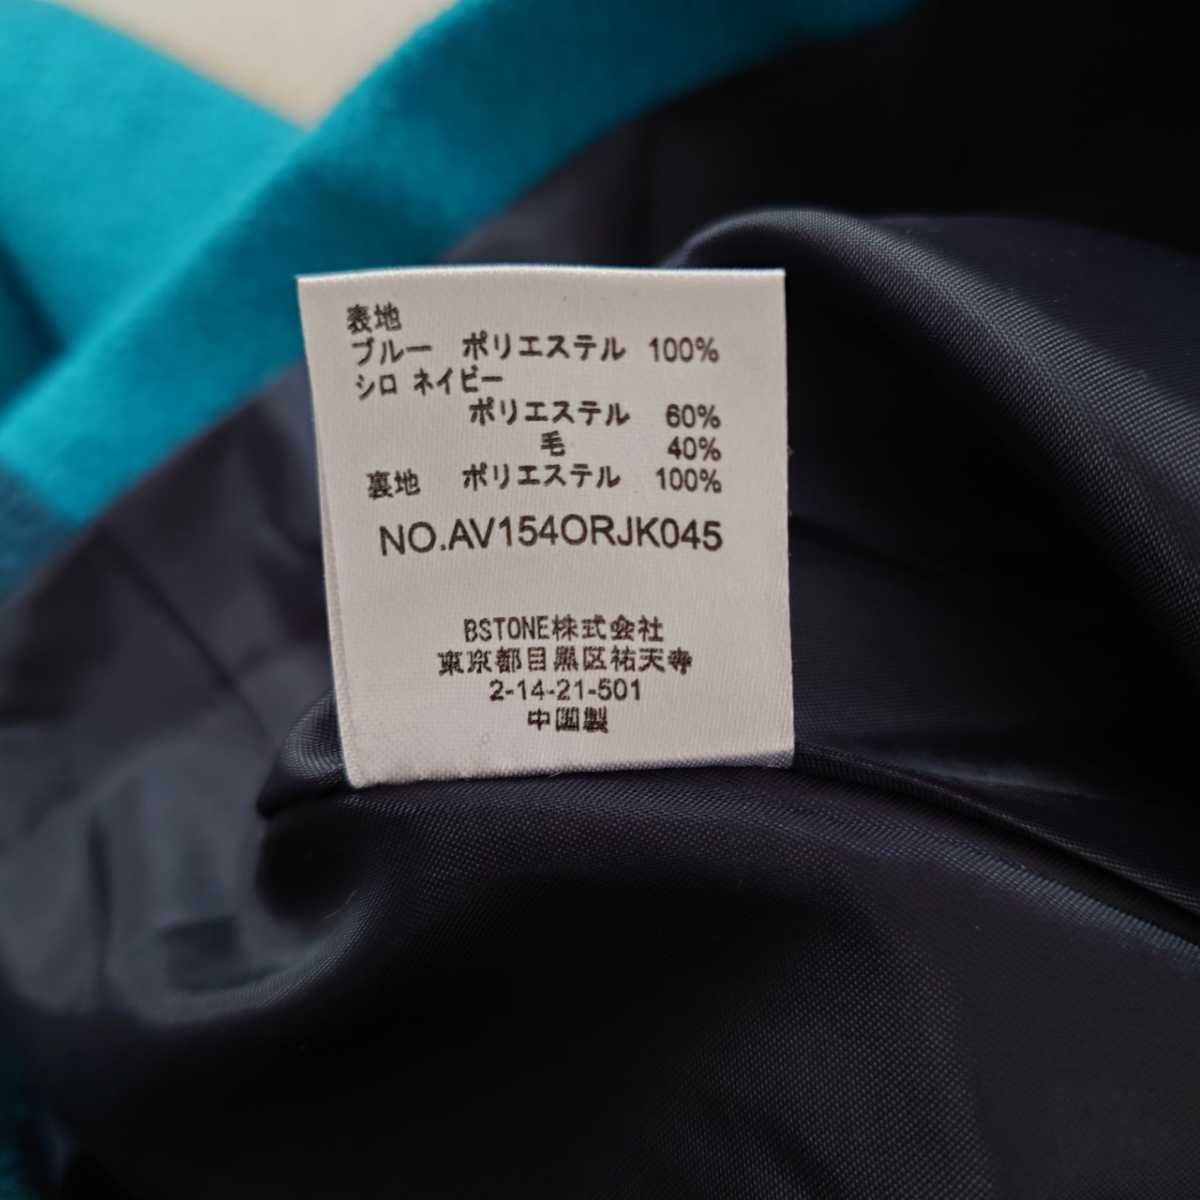 表地
ブルー ポリエステル 100%
シロ ネイビー
ポリエステル 60%
毛 40%
裏地 ポリエステル 100%
NO.AV154ORJK045
BSTONE株式会社
東京都目黒区祐天寺
2-14-21-501
中国製